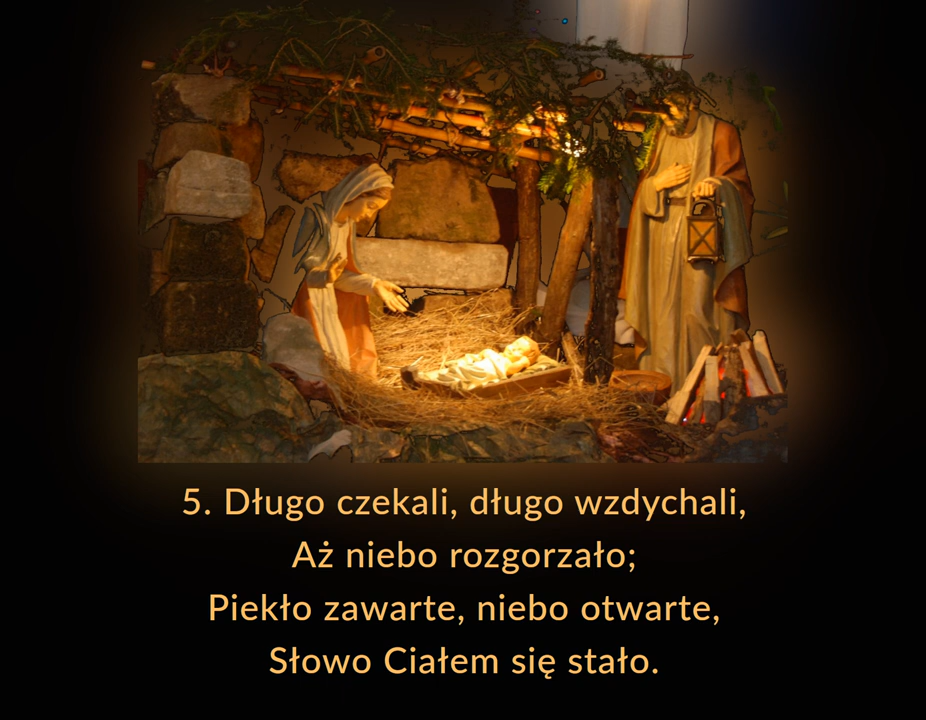 5. Długo czekali, długo wzdychali,
Aż niebo rozgorzało;
Piekło zawarte, niebo otwarte,
Słowo Ciałem się stało.